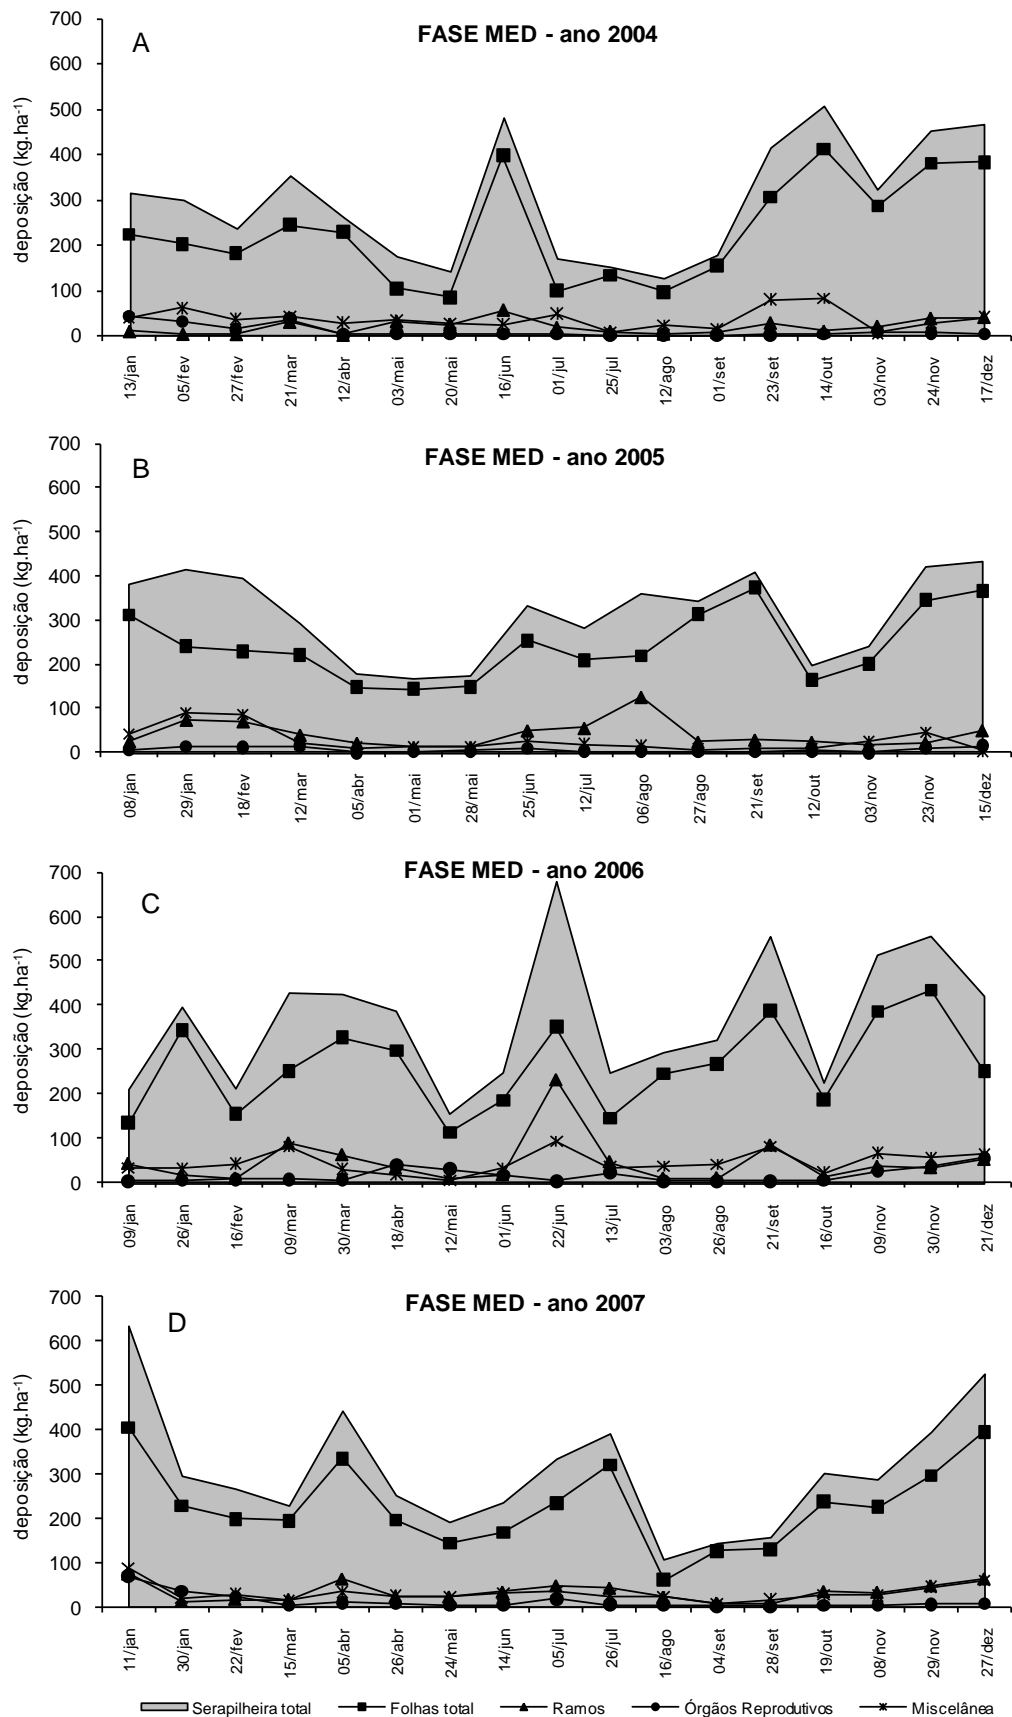 A
FASE MED - ano 2004
deposição (kg.ha-1)
700
600
500
400
300
200
100
0
13/jan
05/fev
27/fev
21/mar
12/abr
03/mai
20/mai
16/jun
01/jul
25/jul
12/ago
01/set
23/set
14/out
03/nov
24/nov
17/dez
B
FASE MED - ano 2005
deposição (kg.ha-1)
700
600
500
400
300
200
100
0
08/jan
29/jan
18/fev
12/mar
05/abr
01/mai
28/mai
25/jun
12/jul
06/ago
27/ago
21/set
12/out
03/nov
23/nov
15/dez
C
FASE MED - ano 2006
deposição (kg.ha-1)
700
600
500
400
300
200
100
0
09/jan
26/jan
16/fev
09/mar
30/mar
18/abr
12/mai
01/jun
22/jun
13/jul
03/ago
26/ago
21/set
16/out
09/nov
30/nov
21/dez
D
FASE MED - ano 2007
deposição (kg.ha-1)
700
600
500
400
300
200
100
0
11/jan
30/jan
22/fev
15/mar
05/abr
26/abr
24/mai
14/jun
05/jul
26/jul
16/ago
04/set
28/set
19/out
08/nov
29/nov
27/dez
Serapilheira total
Folhas total
Ramos
Órgãos Reprodutivos
Miscelânea